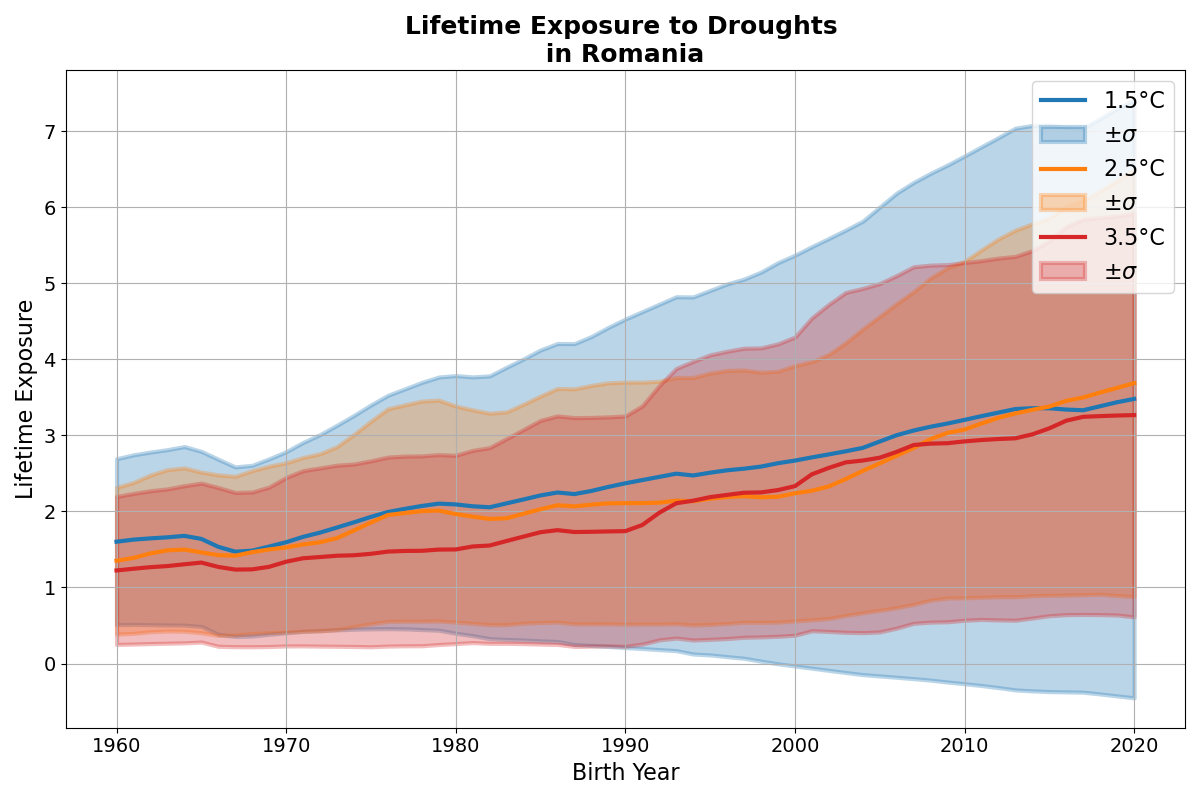 Lifetime Exposure to Droughts
in Romania
1.5°C
±σ
2.5°C
±σ
3.5°C
±σ
Lifetime Exposure
7
6
5
4
3
2
1
0
1960 1970 1980 1990 2000 2010 2020
Birth Year